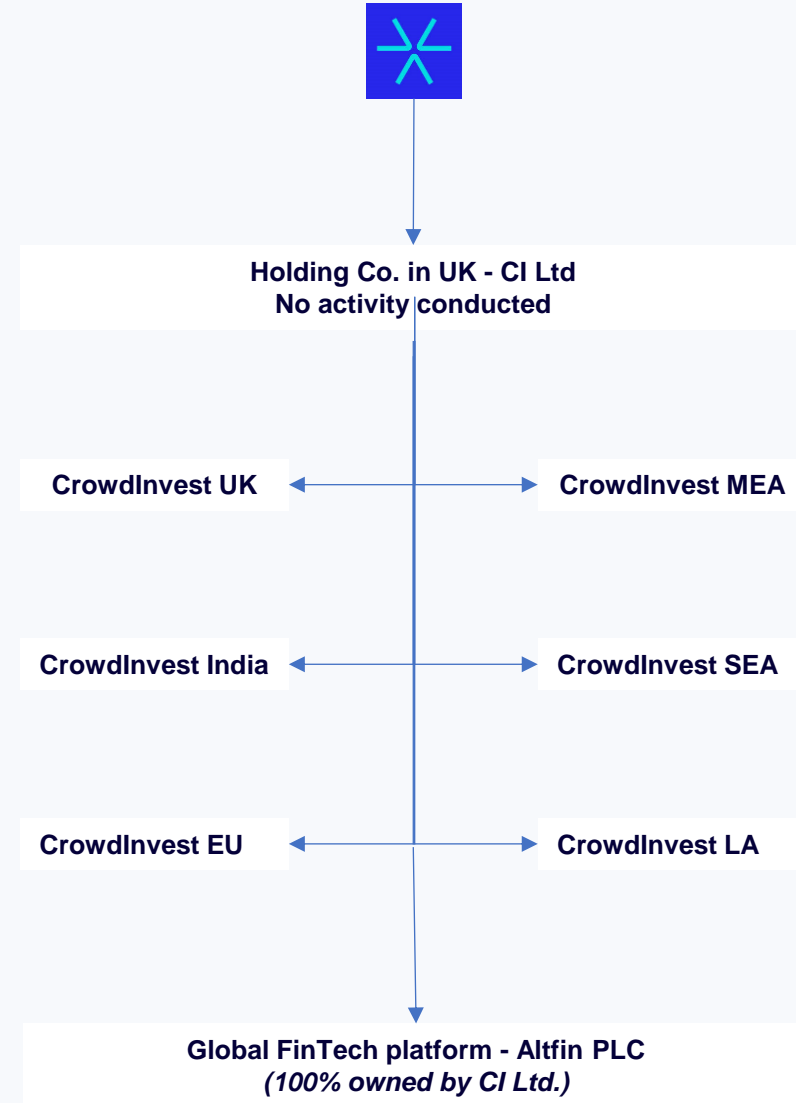 Holding Co. in UK - CI Ltd
No activity conducted
CrowdInvest UK
CrowdInvest MEA
CrowdInvest India
CrowdInvest SEA
CrowdInvest EU
CrowdInvest LA
Global FinTech platform - Altfin PLC
(100% owned by CI Ltd.)